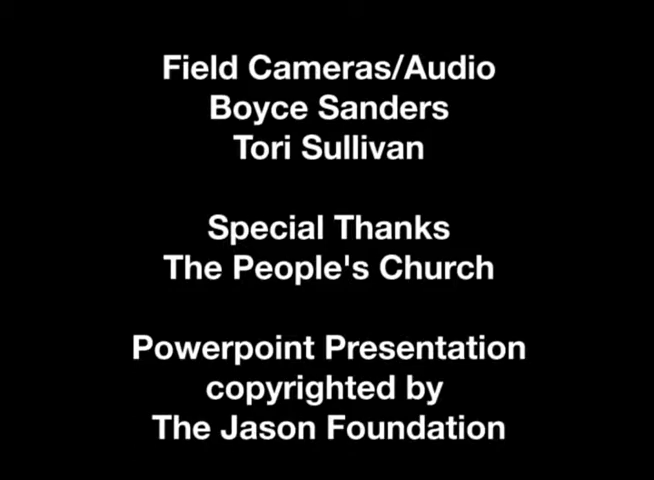 Field Cameras/Audio
Boyce Sanders
Tori Sullivan
Special Thanks
The People's Church
Powerpoint Presentation
copyrighted by
The Jason Foundation